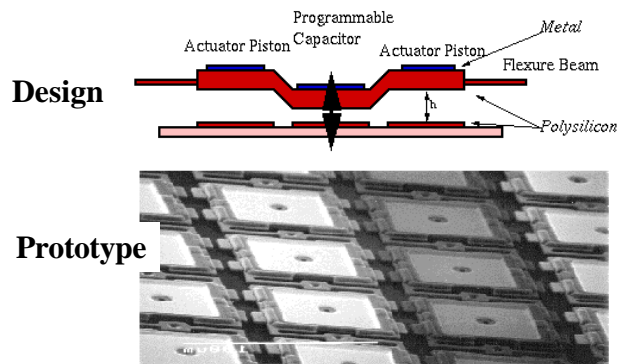 Programmable
Capacitor
Actuator Piston
Actuator Piston
Metal
Flexure Beam
Design
h
Polysilicon
Prototype